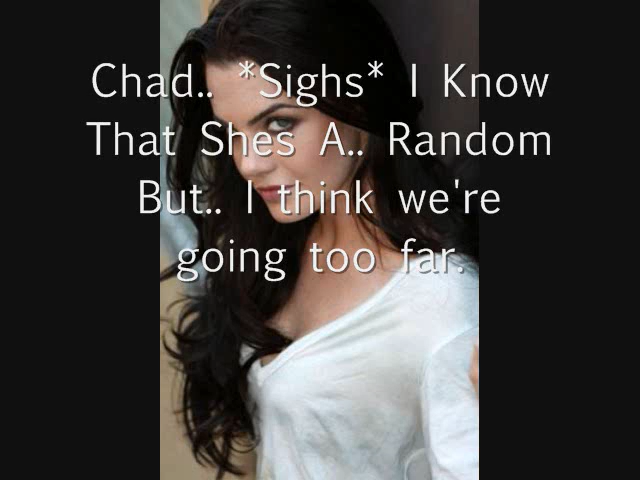 Chad.. *Sighs* I Know
That Shes A.. Random
But.. I think we're
going too far.